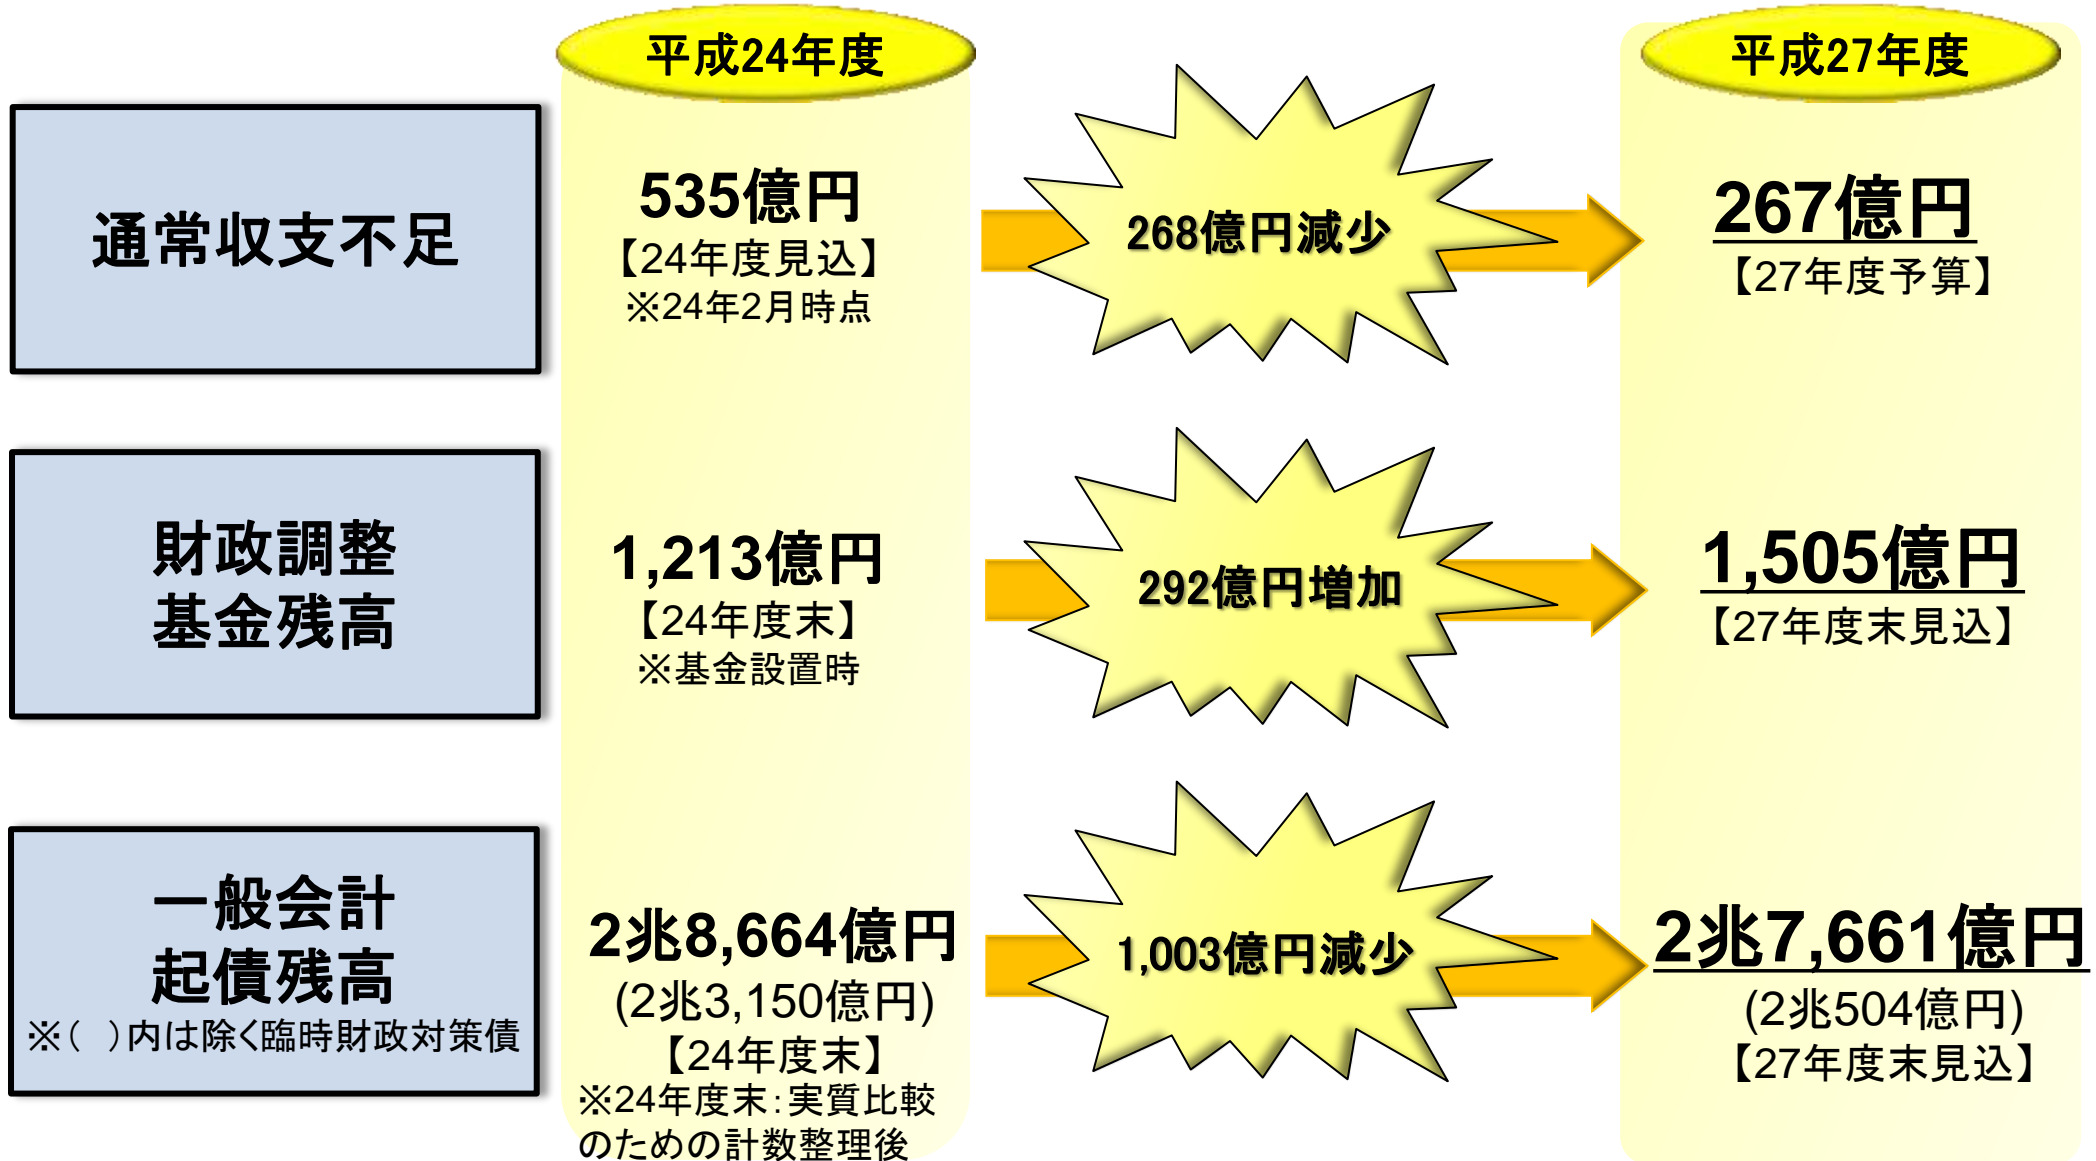 平成24年度
平成27年度
通常収支不足
535億円
【24年度見込】
※24年2月時点
268億円減少
267億円
【27年度予算】
財政調整
基金残高
1,213億円
【24年度末】
※基金設置時
292億円増加
1,505億円
【27年度末見込】
一般会計
起債残高
※(　)内は除く臨時財政対策債
2兆8,664億円
(2兆3,150億円)
【24年度末】
※24年度末：実質比較
のための計数整理後
1,003億円減少
2兆7,661億円
(2兆504億円)
【27年度末見込】